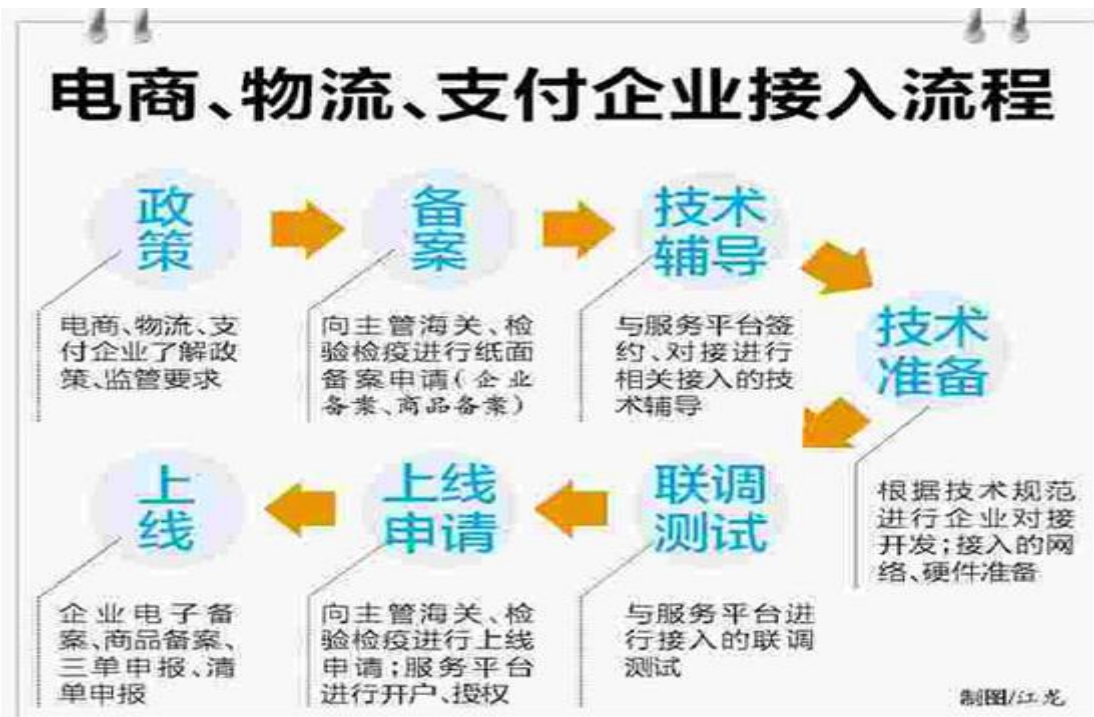 电商、物流、支付企业接入流程
政
策
电商、物流、支
付企业了解政
策、监管要求
备
案
向主管海关、检
验检疫进行纸面
备案申请(企业
备案、商品备案)
技术
辅导
与服务平台签
约、对接进行
相关接入的技
术辅导
技术
准备
根据技术规范
进行企业对接
开发;接入的网
络、硬件准备
联调
测试
与服务平台进
行接入的联调
测试
上线
申请
向主管海关、检
验检疫进行上线
申请;服务平台
进行开户、授权
上
线
企业电子备
案、商品备案、
三单申报、清
单申报
制图/江龙